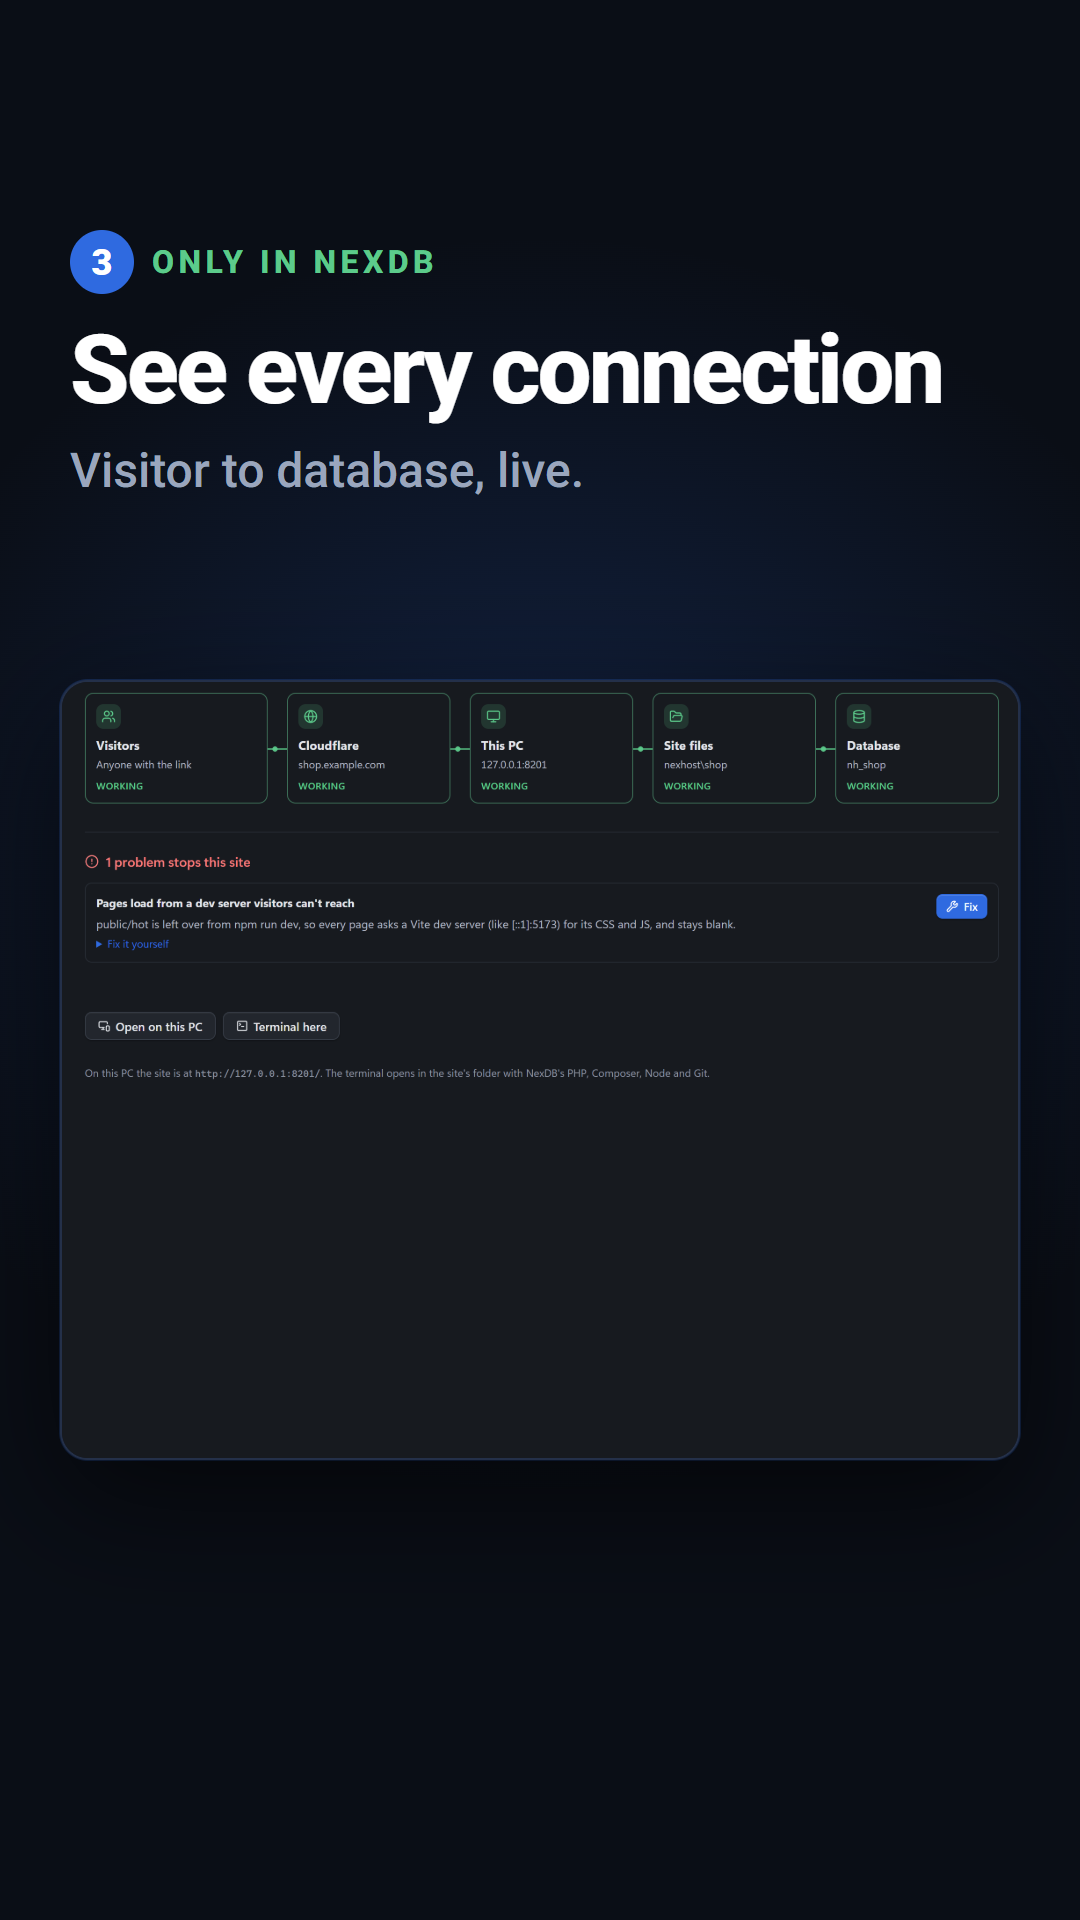 3 ONLY IN NEXDB
See every connection
Visitor to database, live.
Visitors
Anyone with the link
WORKING
Cloudflare
shop.example.com
WORKING
This PC
127.0.0.1:8201
WORKING
Site files
nexhost\shop
WORKING
Database
nh_shop
WORKING
1 problem stops this site
Pages load from a dev server visitors can't reach
public/hot is left over from npm run dev, so every page asks a Vite dev server (like [::1]:5173) for its CSS and JS, and stays blank.
Fix it yourself
Fix
Open on this PC
Terminal here
On this PC the site is at http://127.0.0.1:8201/. The terminal opens in the site's folder with NexDB's PHP, Composer, Node and Git.